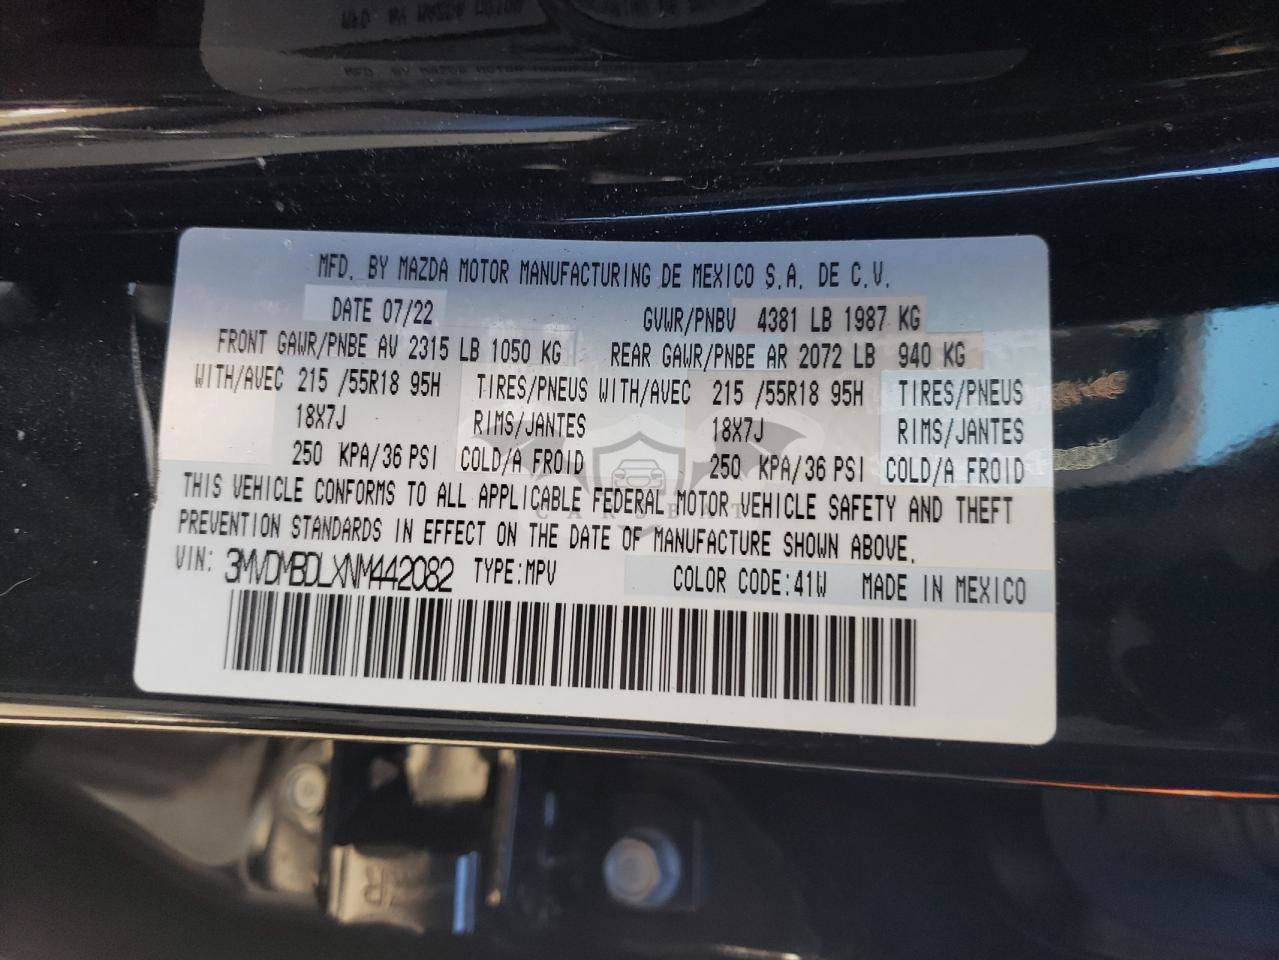 MFD. BY MAZDA MOTOR MANUFACTURING DE MEXICO S.A. DE C.V.
DATE 07/22 GVWR/PNBV 4381 LB 1987 KG
FRONT GAWR/PNBE AV 2315 LB 1050 KG REAR GAWR/PNBE AR 2072 LB 940 KG
WITH/AVEC 215 /55R18 95H TIRES/PNEUS WITH/AVEC 215 /55R18 95H TIRES/PNEUS
18X7J RIMS/JANTES 18X7J RIMS/JANTES
250 KPA/36 PSI COLD/A FROID 250 KPA/36 PSI COLD/A FROID
THIS VEHICLE CONFORMS TO ALL APPLICABLE FEDERAL MOTOR VEHICLE SAFETY AND THEFT
PREVENTION STANDARDS IN EFFECT ON THE DATE OF MANUFACTURE SHOWN ABOVE.
VIN: 3MVDMBDLXNM442082 TYPE:MPV COLOR CODE:41W MADE IN MEXICO